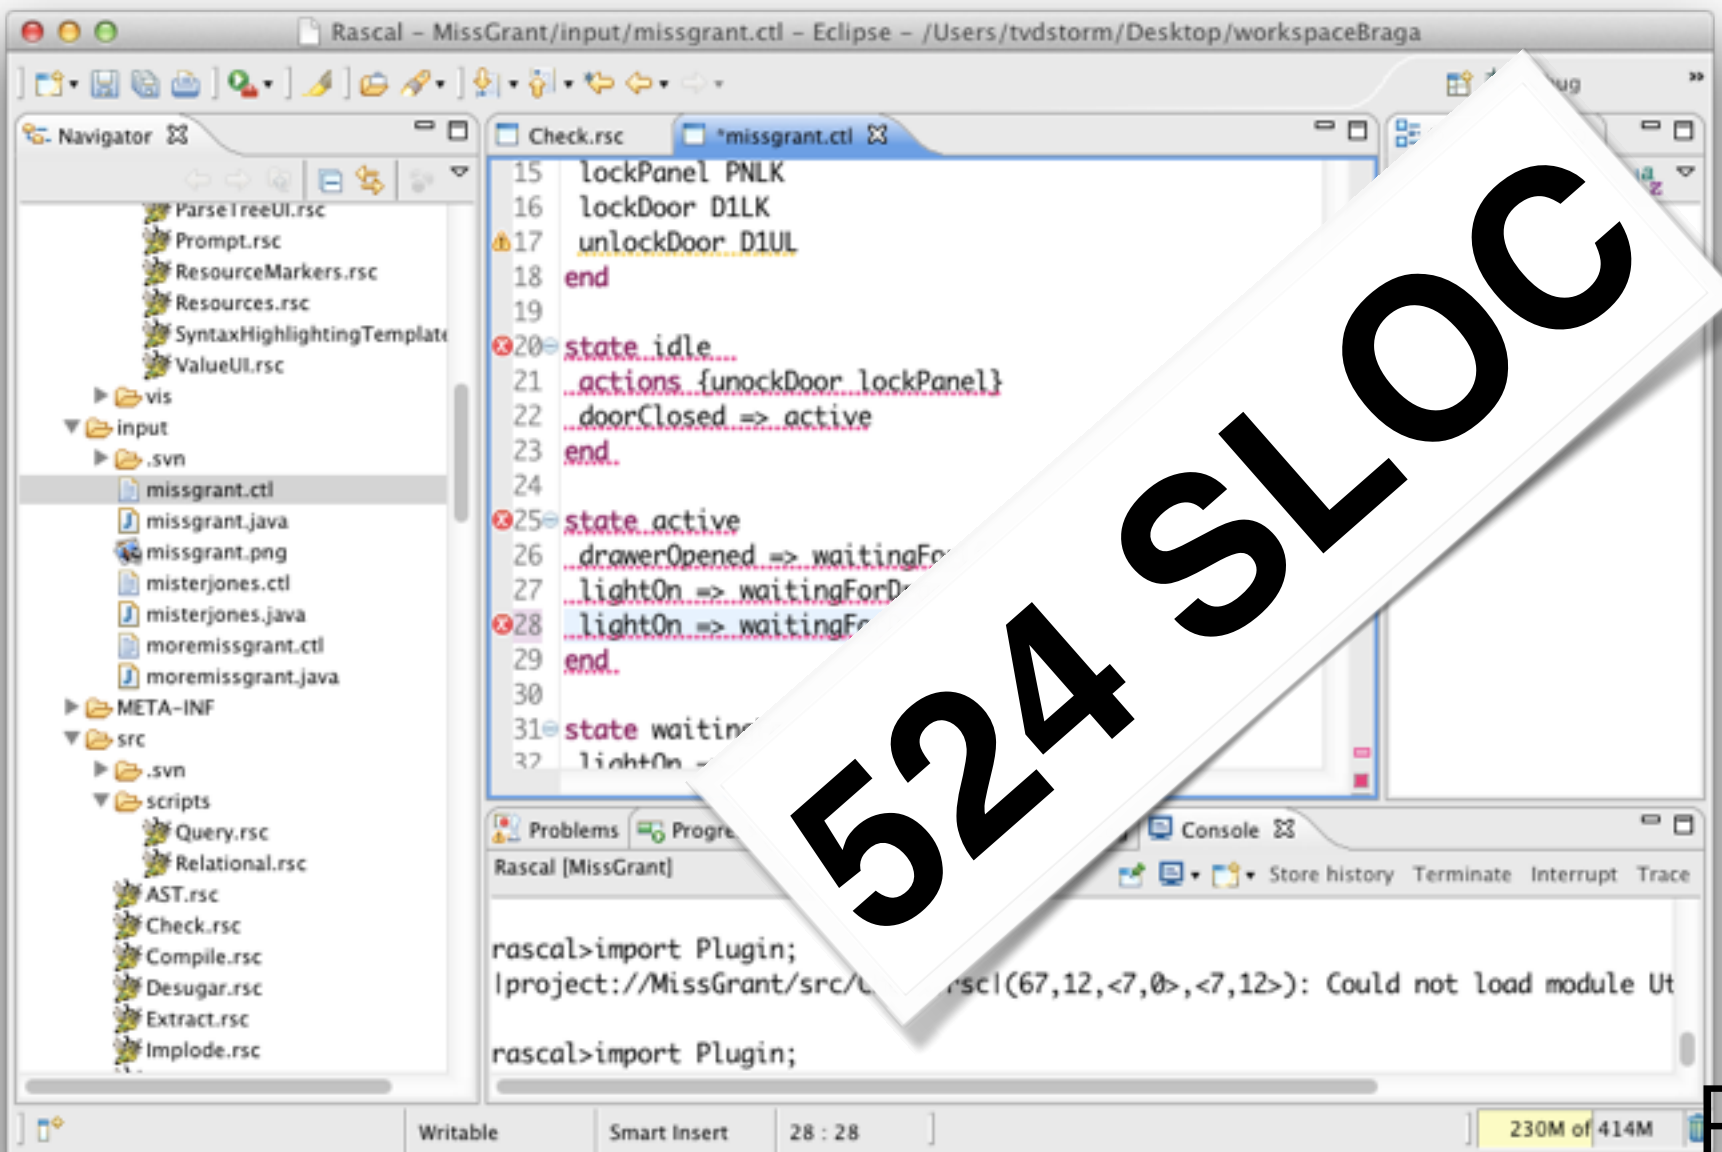 Rascal – MissGrant/input/missgrant.ctl – Eclipse – /Users/tvdstorm/Desktop/workspaceBraga
ug
»
Navigator
ParseTreeUI.rsc
Prompt.rsc
ResourceMarkers.rsc
Resources.rsc
SyntaxHighlightingTemplate
ValueUI.rsc
vis
input
.svn
missgrant.ctl
missgrant.java
missgrant.png
misterjones.ctl
misterjones.java
moremissgrant.ctl
moremissgrant.java
META-INF
src
.svn
scripts
Query.rsc
Relational.rsc
AST.rsc
Check.rsc
Compile.rsc
Desugar.rsc
Extract.rsc
Implode.rsc
Check.rsc *missgrant.ctl
15 lockPanel PNLK
16 lockDoor D1LK
17 unlockDoor D1UL
18 end
19
20 state idle
21 actions {unockDoor lockPanel}
22 doorClosed => active
23 end
24
25 state active
26 drawerOpened => waitingFo
27 lightOn => waitingForD
28 lightOn => waitingFo
29 end
30
31 state waiting
32 lightOn =
524 SLOC
Problems Progre Console
Rascal [MissGrant] Store history Terminate Interrupt Trace
rascal>import Plugin;
|project://MissGrant/src/ rsc|(67,12,<7,0>,<7,12>): Could not load module Ut
rascal>import Plugin;
Writable Smart Insert 28 : 28 230M of 414M